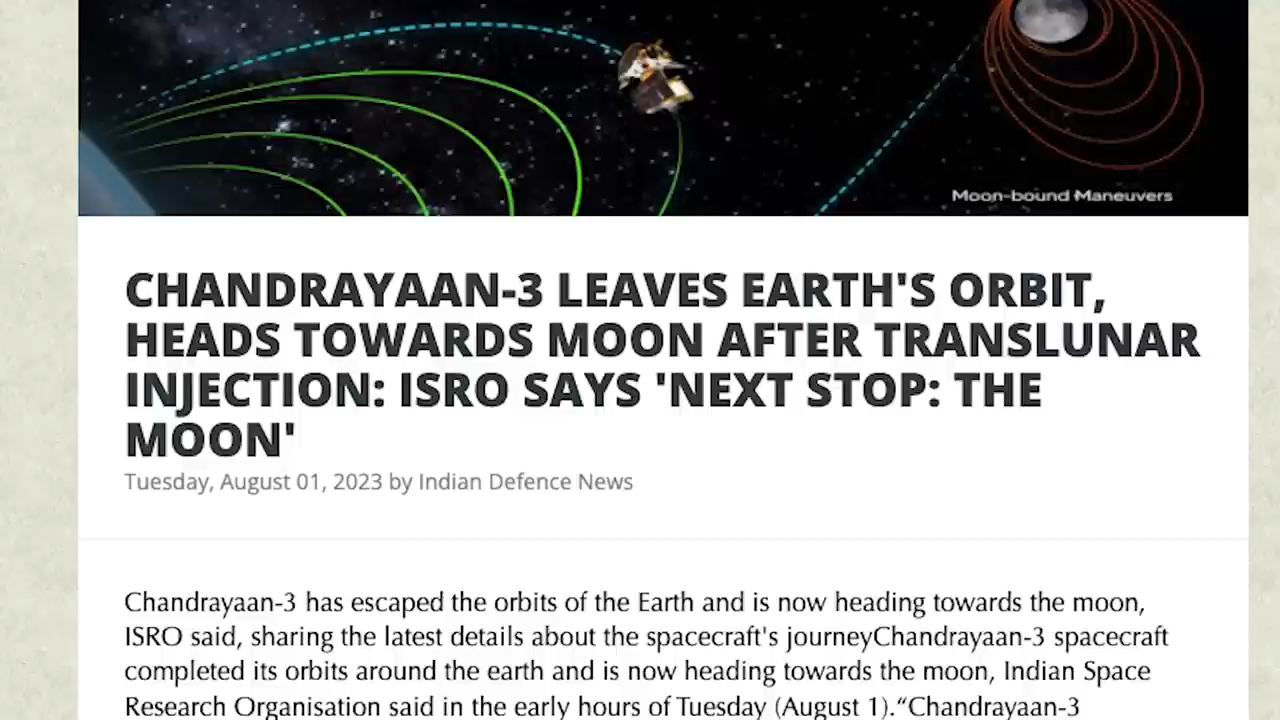 Moon-bound Maneuvers
CHANDRAYAAN-3 LEAVES EARTH'S ORBIT,
HEADS TOWARDS MOON AFTER TRANSLUNAR
INJECTION: ISRO SAYS 'NEXT STOP: THE
MOON'
Tuesday, August 01, 2023 by Indian Defence News
Chandrayaan-3 has escaped the orbits of the Earth and is now heading towards the moon,
ISRO said, sharing the latest details about the spacecraft's journeyChandrayaan-3 spacecraft
completed its orbits around the earth and is now heading towards the moon, Indian Space
Research Organisation said in the early hours of Tuesday (August 1).“Chandrayaan-3